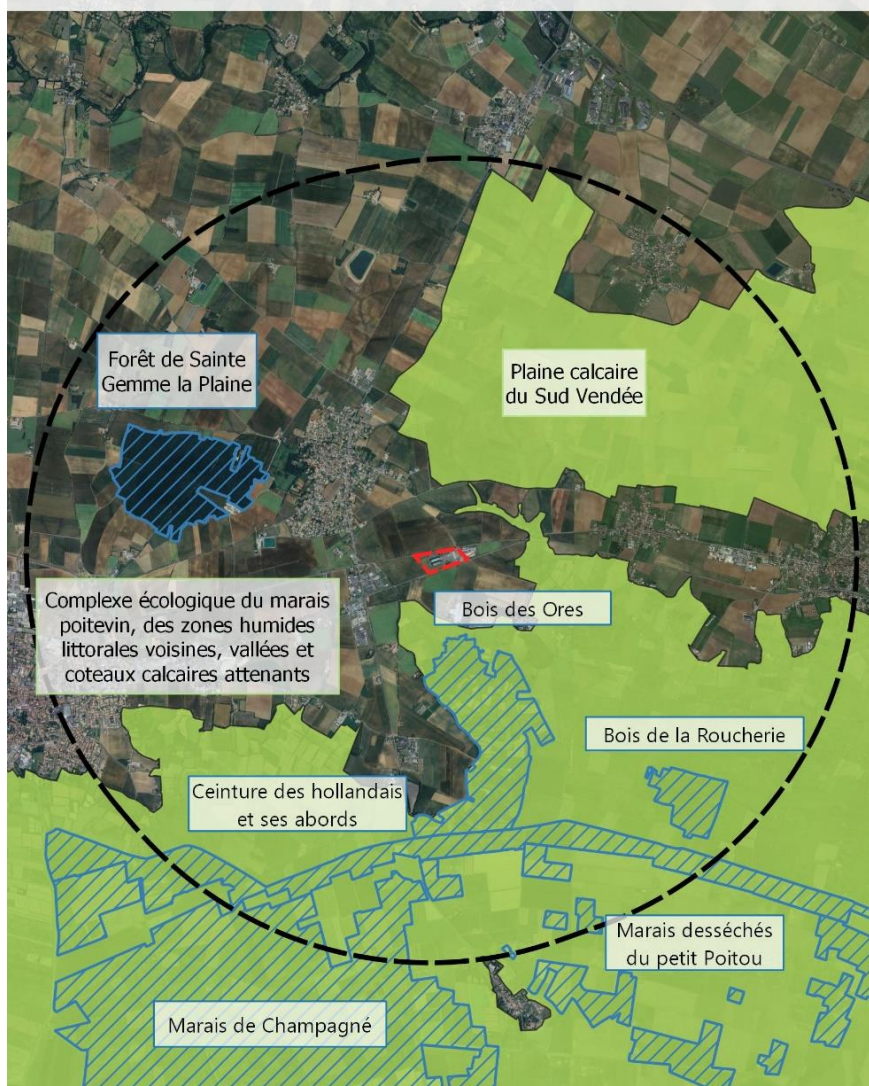 Forêt de Sainte
Gemme la Plaine
Plaine calcaire
du Sud Vendée
Complexe écologique du marais
poitevin, des zones humides
littorales voisines, vallées et
coteaux calcaires attenants
Bois des Ores
Bois de la Roucherie
Ceinture des hollandais
et ses abords
Marais desséchés
du petit Poitou
Marais de Champagné